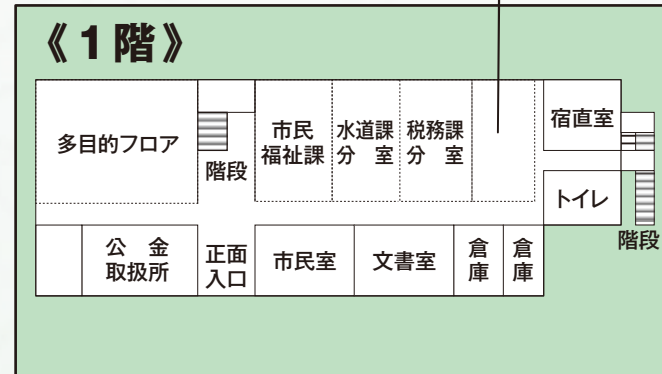 《1階》
多目的フロア
階段
市民
福祉課
水道課
分 室
税務課
分 室
宿直室
トイレ
階段
公 金
取扱所
正面
入口
市民室
文書室
倉
庫
倉
庫